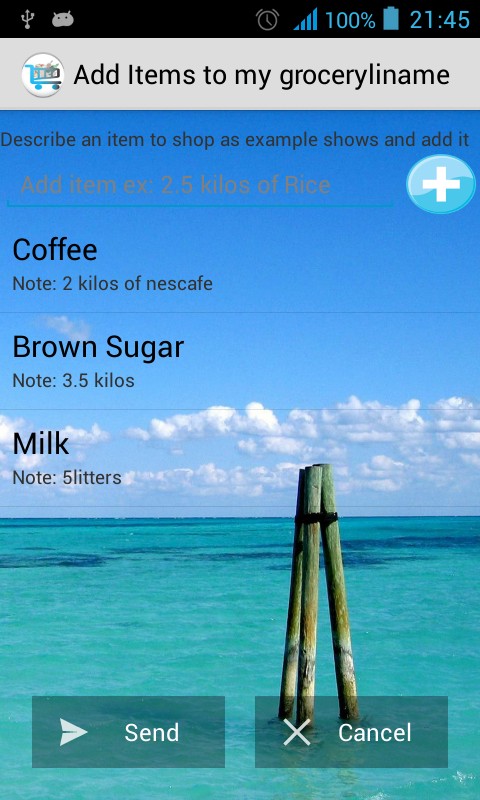 100% 21:45
Add Items to my groceryliname
Describe an item to shop as example shows and add it
Add item ex: 2.5 kilos of Rice
Coffee
Note: 2 kilos of nescafe
Brown Sugar
Note: 3.5 kilos
Milk
Note: 5litters
Send Cancel